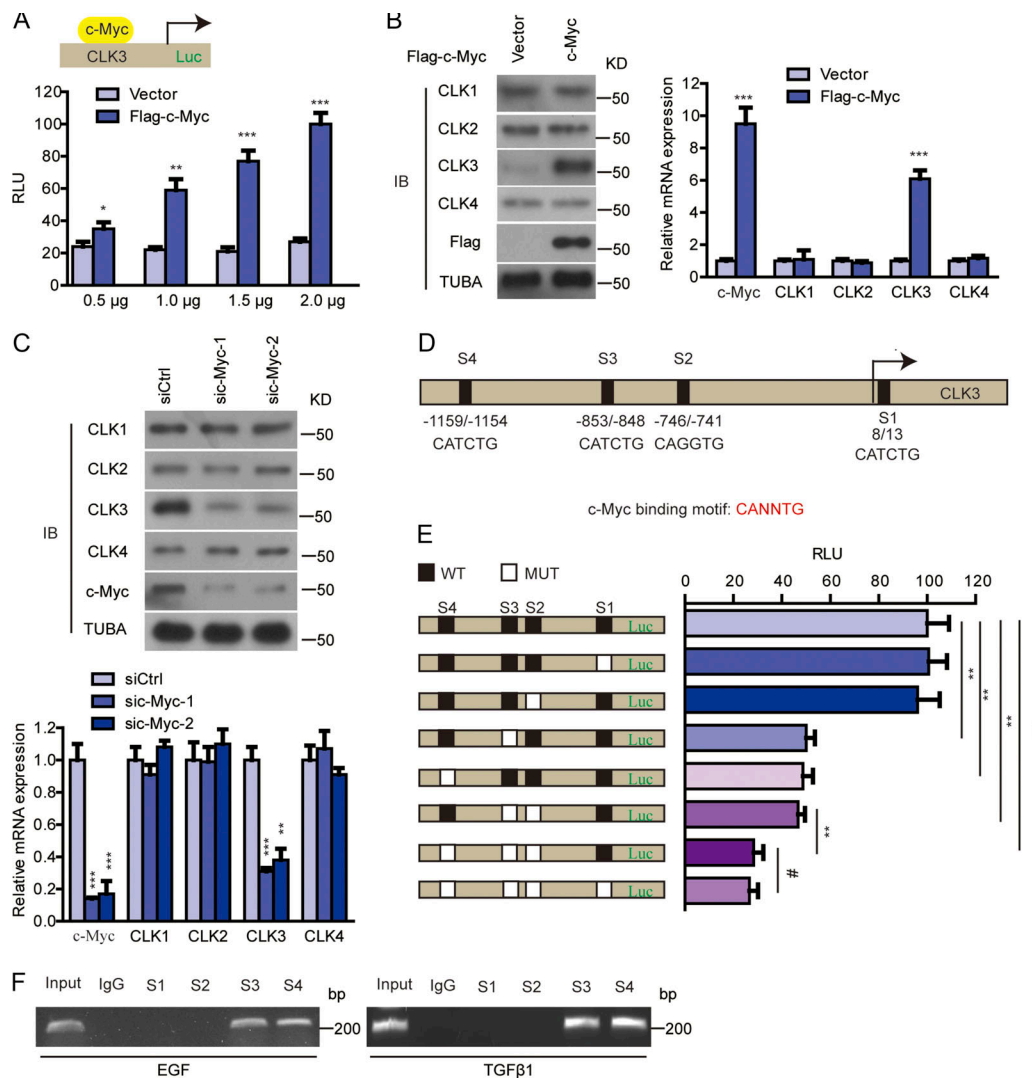 A
c-Myc
CLK3
Luc
Vector
Flag-c-Myc
RLU
120
100
80
60
40
20
0
*
**
***
***
0.5 µg
1.0 µg
1.5 µg
2.0 µg
B
Flag-c-Myc
Vector
c-Myc
KD
IB
CLK1
50
CLK2
50
CLK3
50
CLK4
50
Flag
50
TUBA
50
Vector
Flag-c-Myc
Relative mRNA expression
12
10
8
6
4
2
0
***
***
c-Myc
CLK1
CLK2
CLK3
CLK4
C
siCtrl
sic-Myc-1
sic-Myc-2
KD
IB
CLK1
50
CLK2
50
CLK3
50
CLK4
50
c-Myc
50
TUBA
50
siCtrl
sic-Myc-1
sic-Myc-2
Relative mRNA expression
1.2
1.0
0.8
0.6
0.4
0.2
0
***
***
***
**
c-Myc
CLK1
CLK2
CLK3
CLK4
D
S4
S3
S2
CLK3
-1159/-1154
CATCTG
-853/-848
CATCTG
-746/-741
CAGGTG
S1
8/13
CATCTG
c-Myc binding motif: CANNTG
E
WT
MUT
RLU
0 20 40 60 80 100 120
S4 S3 S2 S1
Luc
Luc
Luc
Luc
Luc
Luc
Luc
Luc
**
**
**
**
#
F
Input IgG S1 S2 S3 S4
bp
200
EGF
Input IgG S1 S2 S3 S4
bp
200
TGFβ1